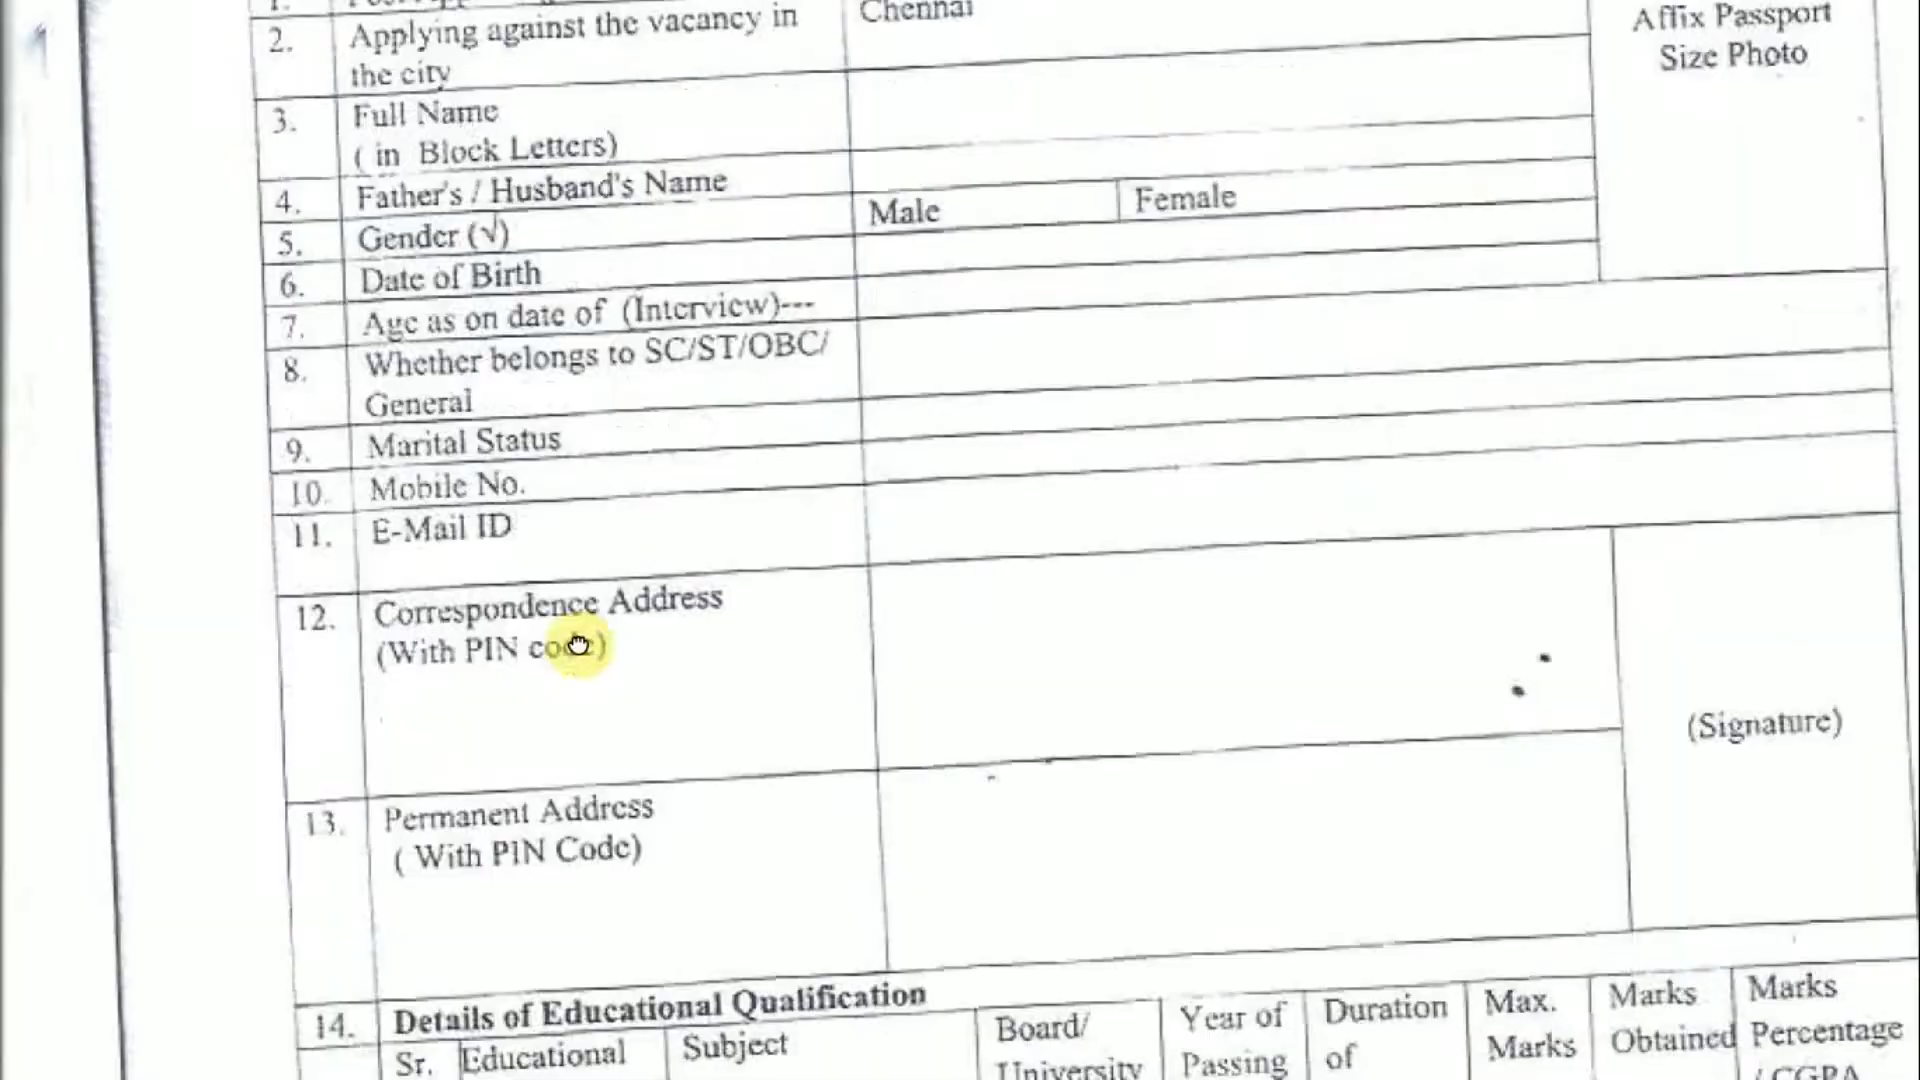 2. Applying against the vacancy in
the city
Chennai
Affix Passport
Size Photo
3. Full Name
( in Block Letters)
4. Father's / Husband's Name
5. Gender (√)
Male
Female
6. Date of Birth
7. Age as on date of (Interview)---
8. Whether belongs to SC/ST/OBC/
General
9. Marital Status
10. Mobile No.
11. E-Mail ID
12. Correspondence Address
(With PIN code)
(Signature)
13. Permanent Address
( With PIN Code)
14. Details of Educational Qualification
Sr.
Educational
Subject
Board/
University
Year of
Passing
Duration
of
Max.
Marks
Marks
Obtained
Marks
Percentage
/ CGPA